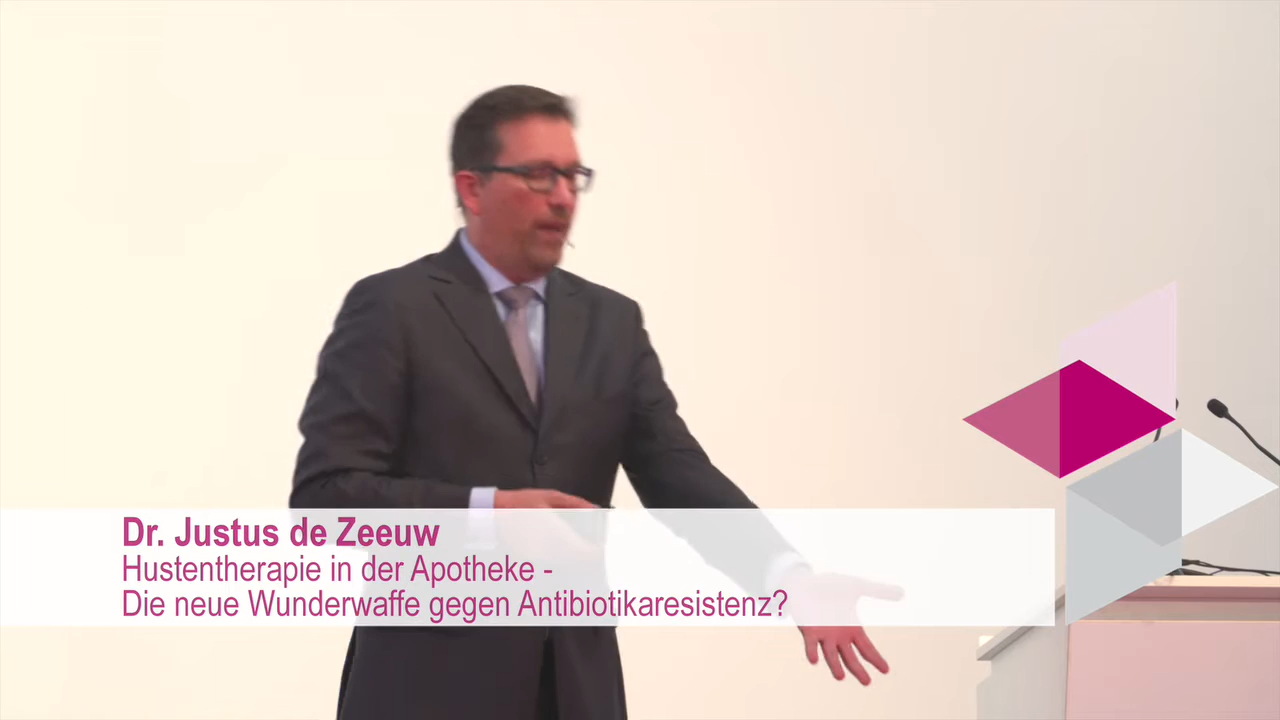 Dr. Justus de Zeeuw
Hustentherapie in der Apotheke -
Die neue Wunderwaffe gegen Antibiotikaresistenz?